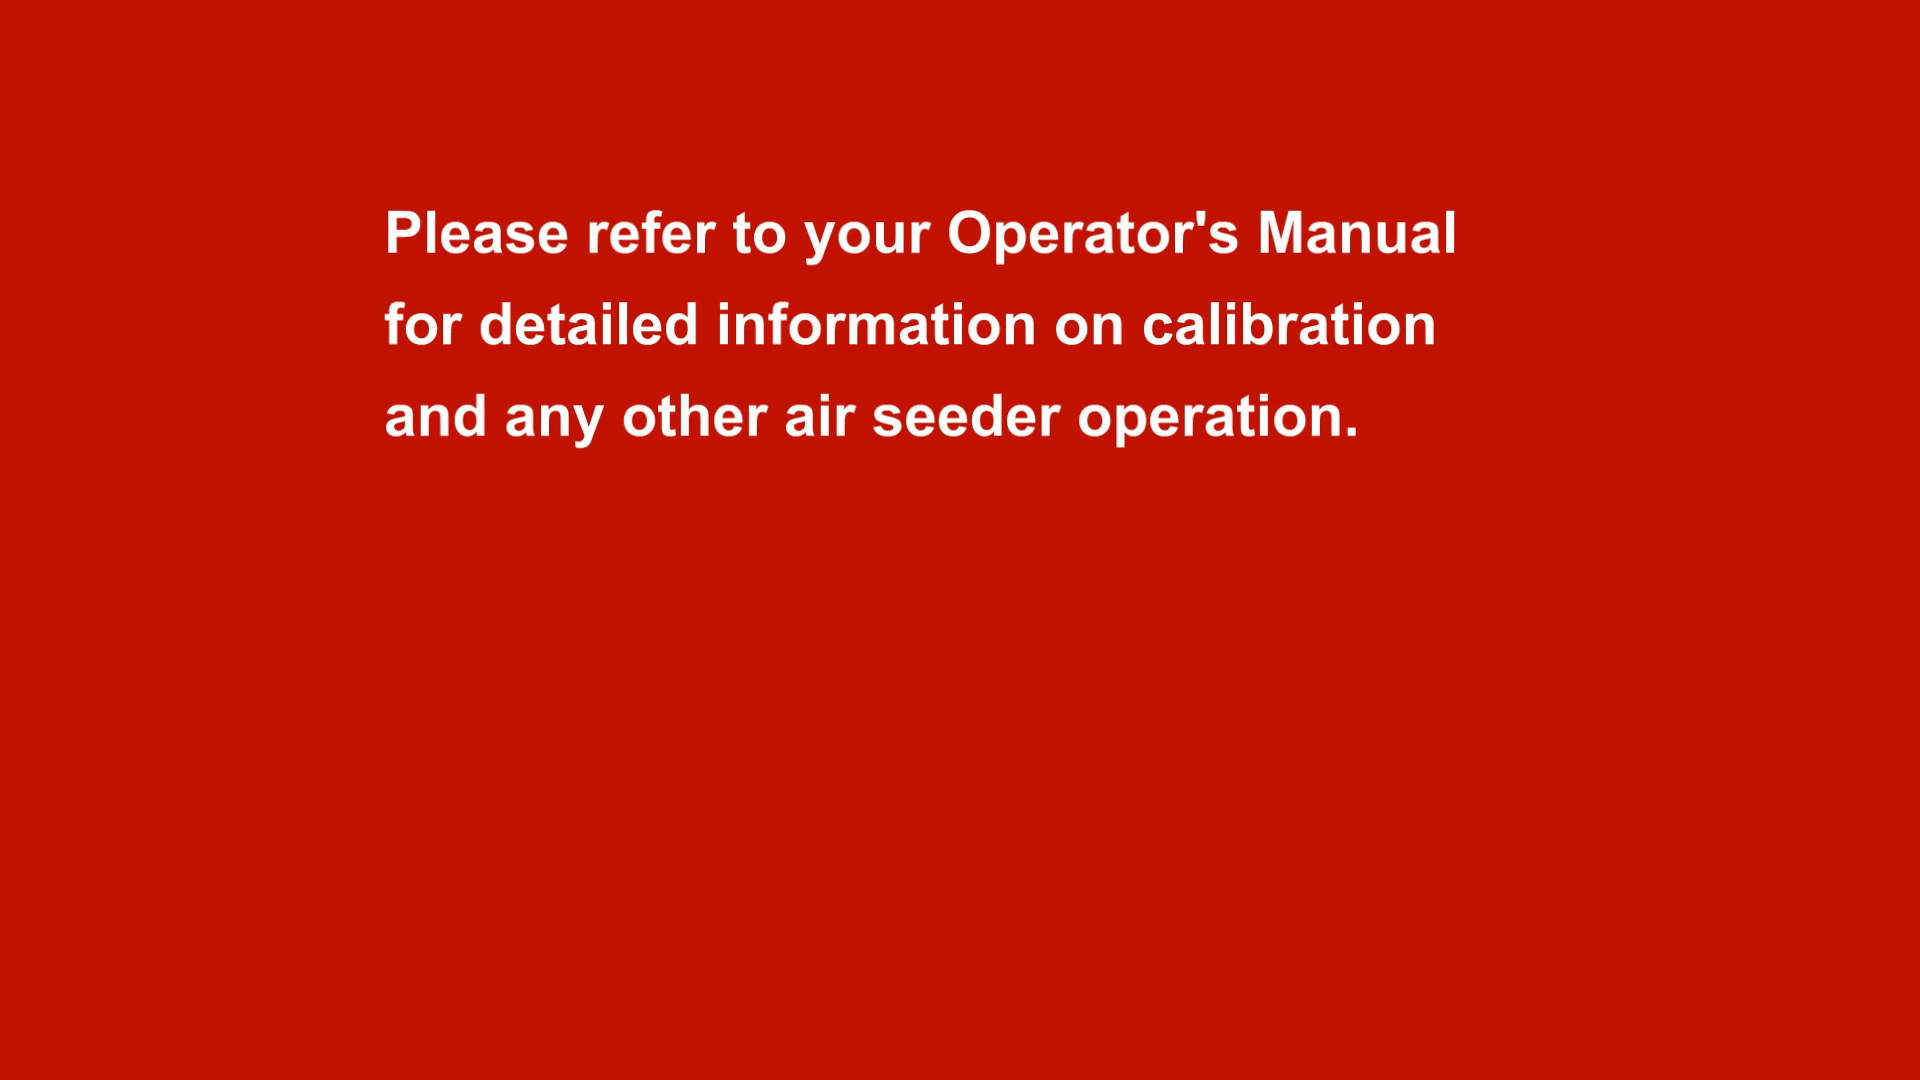 Please refer to your Operator's Manual
for detailed information on calibration
and any other air seeder operation.